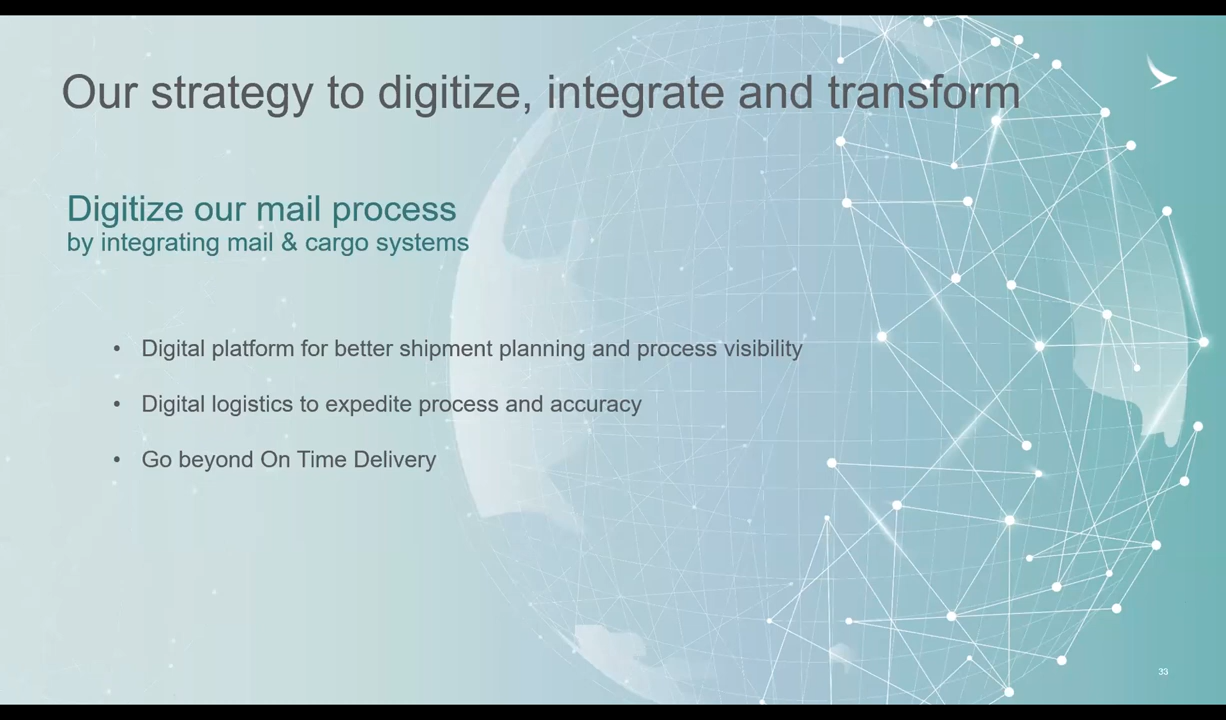 Our strategy to digitize, integrate and transform
Digitize our mail process
by integrating mail & cargo systems
• Digital platform for better shipment planning and process visibility
• Digital logistics to expedite process and accuracy
• Go beyond On Time Delivery
33